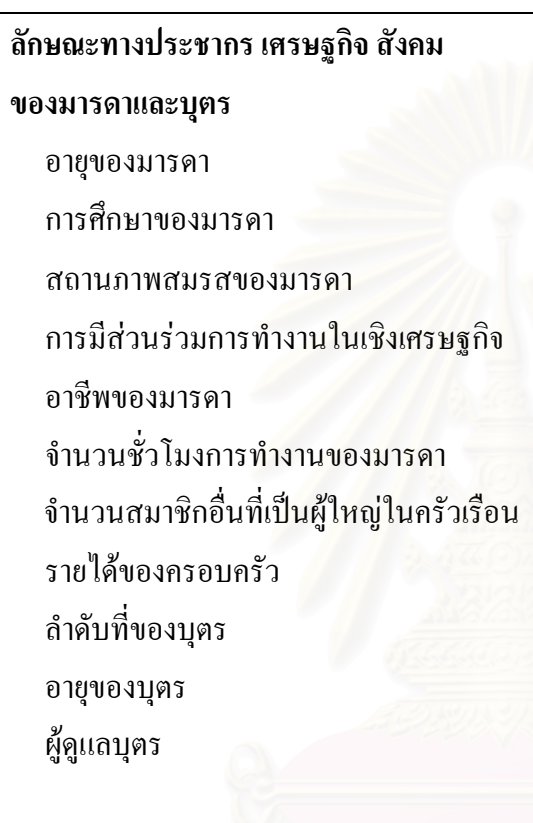 ลักษณะทางประชากร เศรษฐกิจ สังคม
ของมารดาและบุตร
อายุของมารดา
การศึกษาของมารดา
สถานภาพสมรสของมารดา
การมีส่วนร่วมการทำงานในเชิงเศรษฐกิจ
อาชีพของมารดา
จำนวนชั่วโมงการทำงานของมารดา
จำนวนสมาชิกอื่นที่เป็นผู้ใหญ่ในครัวเรือน
รายได้ของครอบครัว
ลำดับที่ของบุตร
อายุของบุตร
ผู้ดูแลบุตร